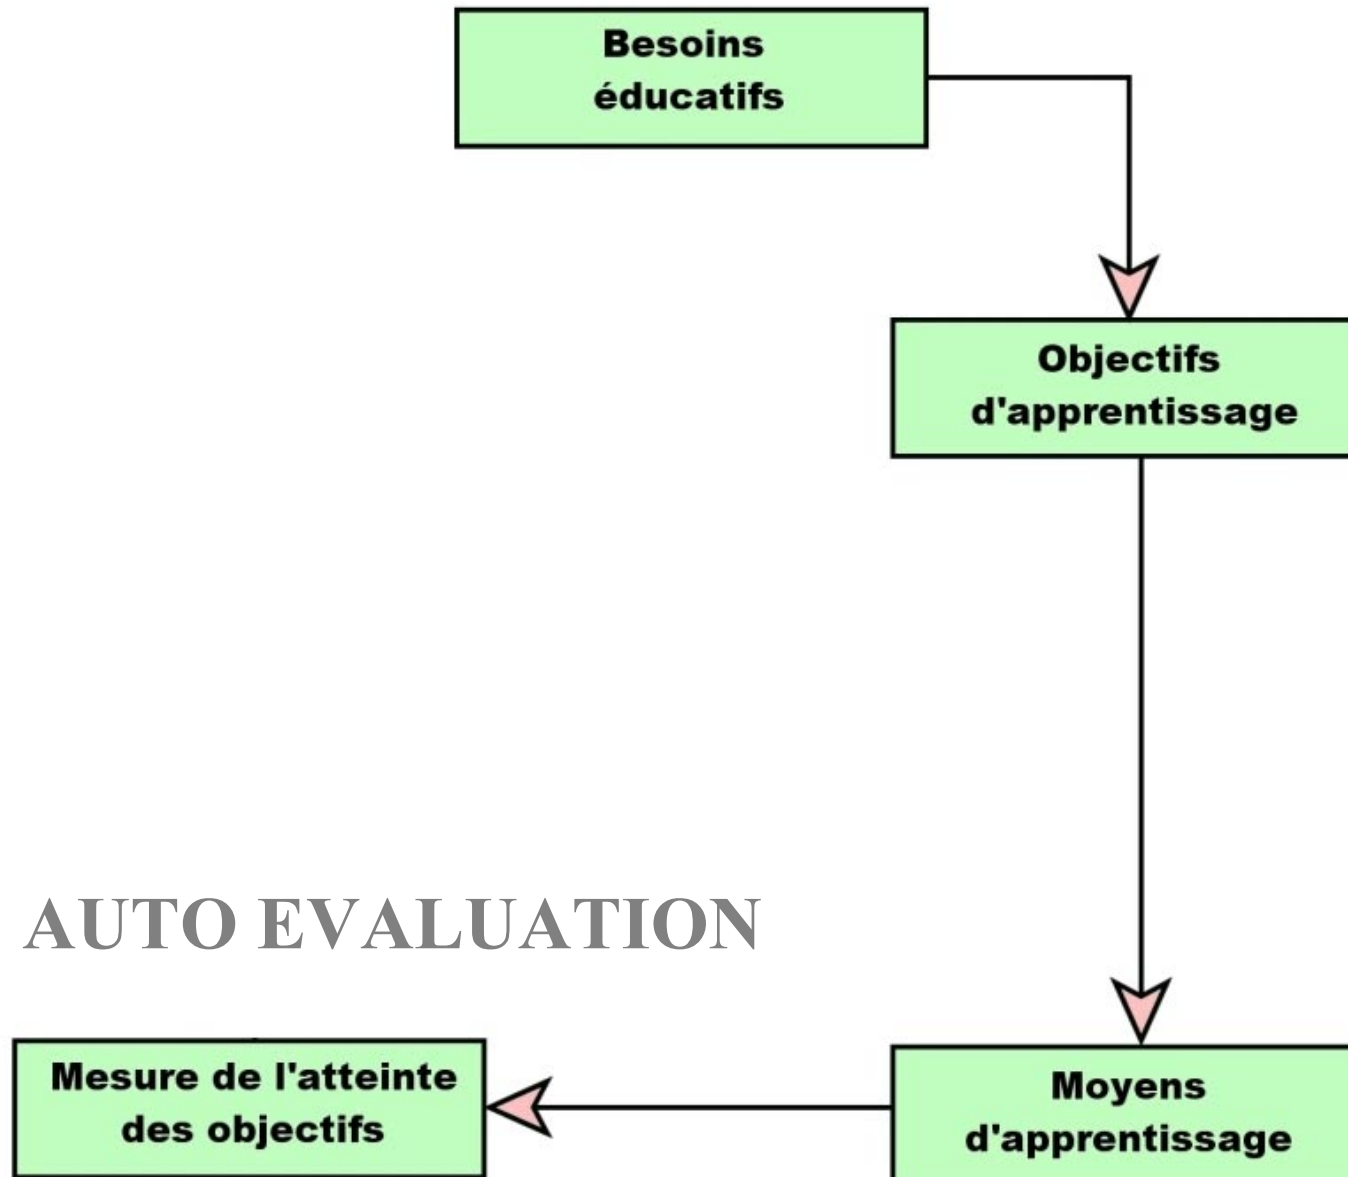 Besoins
éducatifs
Objectifs
d'apprentissage
AUTO EVALUATION
Mesure de l'atteinte
des objectifs
Moyens
d'apprentissage